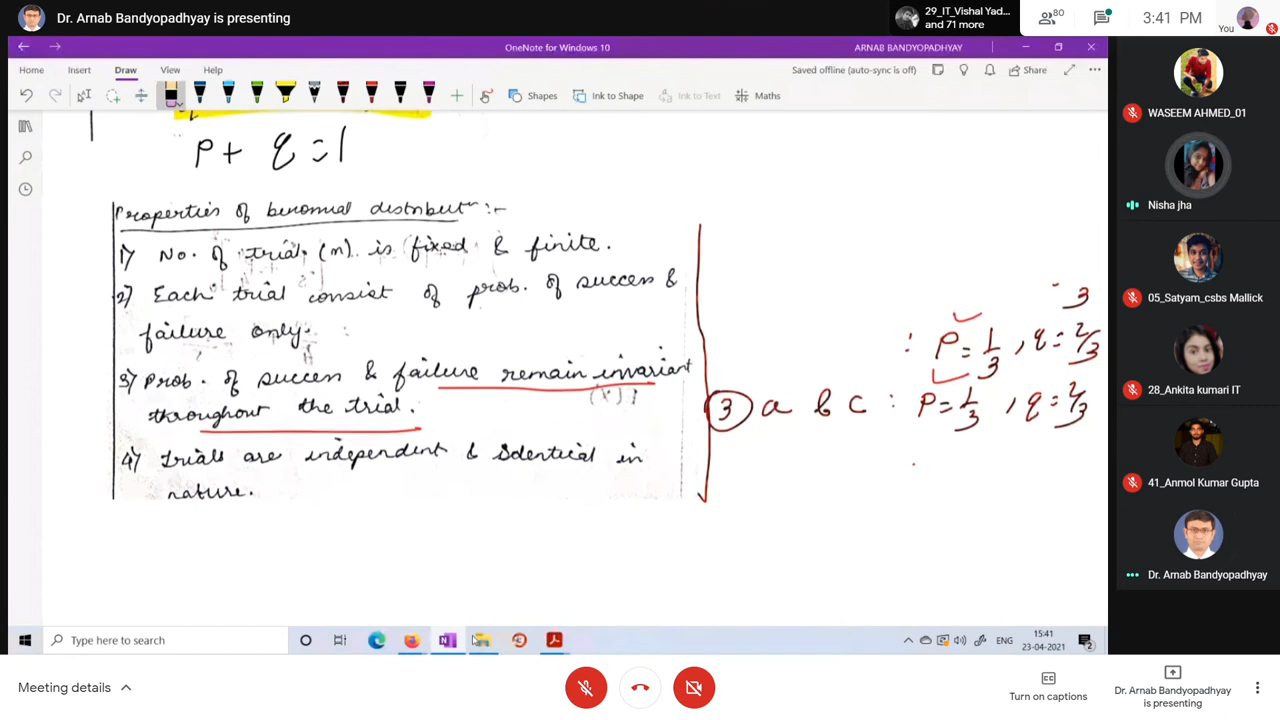 Dr. Arnab Bandyopadhyay is presenting
29_IT_Vishal Yad...
and 71 more
80
3:41 PM
You
OneNote for Windows 10
ARNAB BANDYOPADHYAY
Home Insert Draw View Help
Saved offline (auto-sync is off)
Share
Shapes
Ink to Shape
Ink to Text
Maths
P + q = 1
Properties of binomial distribut :-
1) No. of trial. (n) is fixed & finite.
2) Each trial consist of prob. of success &
failure only.
3) Prob. of success & failure remain invariant
throughout the trial.
4) Trials are independent & Identical in
nature.
3
: P = 1/3 , q = 2/3
3 a b c : P = 1/3 , q = 2/3
WASEEM AHMED_01
Nisha jha
05_Satyam_csbs Mallick
28_Ankita kumari IT
41_Anmol Kumar Gupta
Dr. Arnab Bandyopadhyay
Type here to search
ENG
15:41
23-04-2021
2
Meeting details
Turn on captions
Dr. Arnab Bandyopadhyay
is presenting